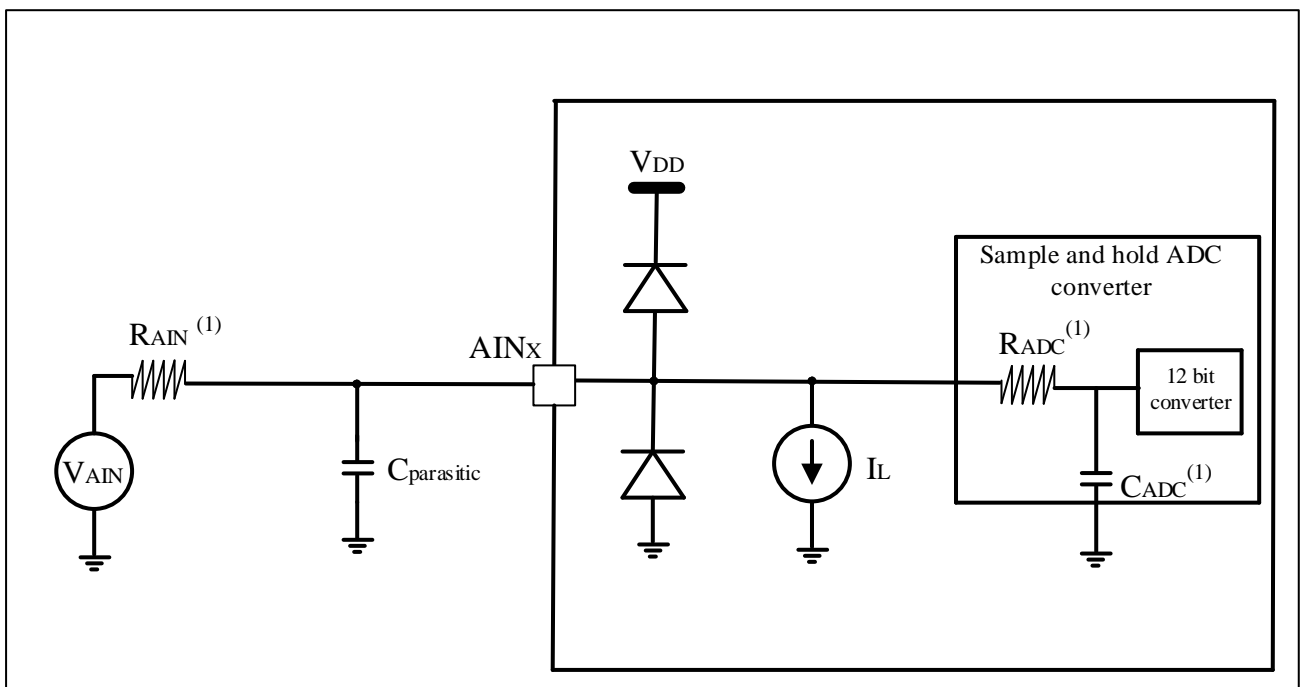 VDD
Sample and hold ADC
converter
RAIN (1)
AINX
RADC(1)
12 bit
converter
VAIN
Cparasitic
IL
CADC(1)